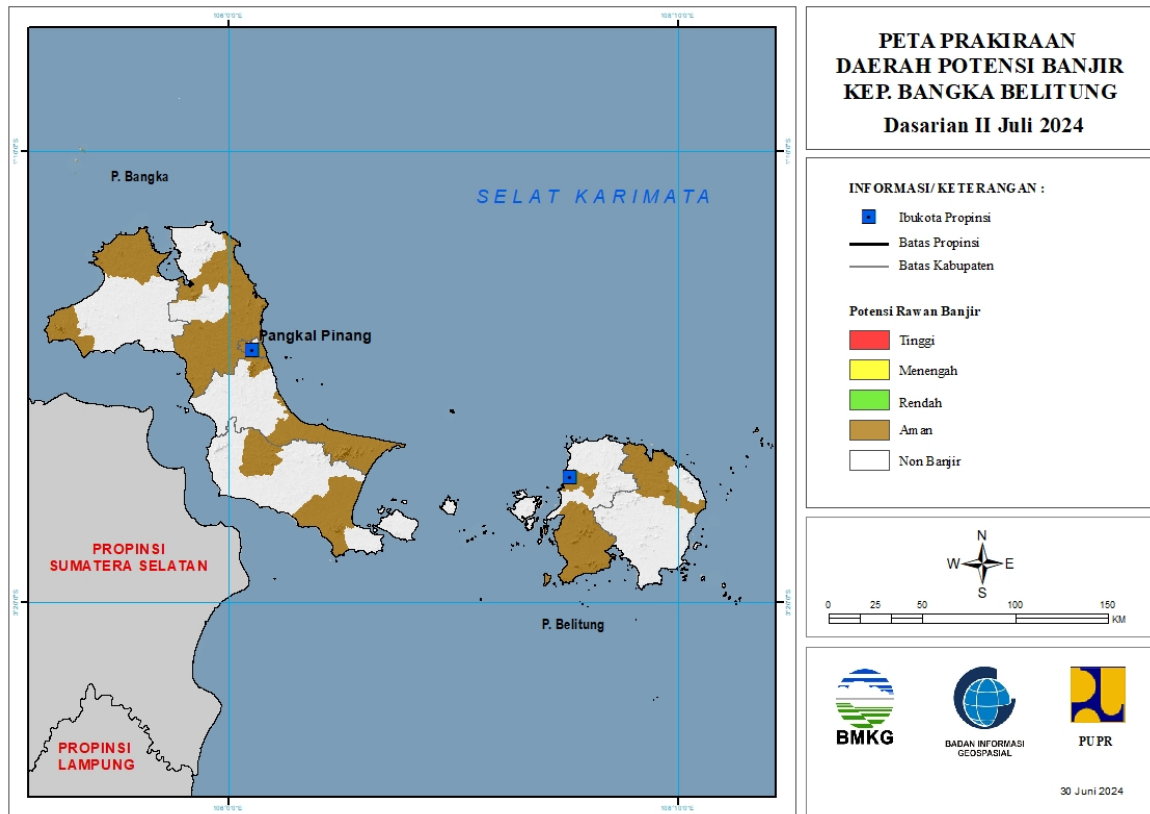 PETA PRAKIRAAN
DAERAH POTENSI BANJIR
KEP. BANGKA BELITUNG
Dasarian II Juli 2024
P. Bangka
SELAT KARIMATA
Pangkal Pinang
PROPINSI
SUMATERA SELATAN
P. Belitung
PROPINSI
LAMPUNG
INFORMASI/ KETERANGAN :
Ibukota Propinsi
Batas Propinsi
Batas Kabupaten
Potensi Rawan Banjir
Tinggi
Menengah
Rendah
Aman
Non Banjir
N
W E
S
0 25 50 100 150
KM
BMKG
BADAN INFORMASI
GEOSPASIAL
PUPR
30 Juni 2024